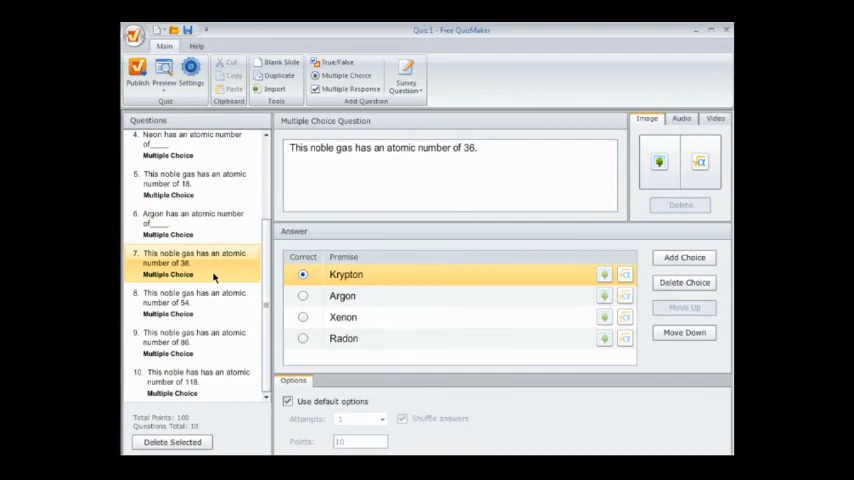 Quiz 1 - Free QuizMaker
Main
Help
Publish
Preview
Settings
Quiz
Cut
Copy
Paste
Clipboard
Blank Slide
Duplicate
Import
Tools
True/False
Multiple Choice
Multiple Response
Add Question
Survey
Question
Questions
4. Neon has an atomic number
of_____
Multiple Choice
5. This noble gas has an atomic
number of 18.
Multiple Choice
6. Argon has an atomic number
of_____.
Multiple Choice
7. This noble gas has an atomic
number of 36.
Multiple Choice
8. This noble gas has an atomic
number of 54.
Multiple Choice
9. This noble gas has an atomic
number of 86.
Multiple Choice
10. This noble has has an atomic
number of 118.
Multiple Choice
Total Points: 100
Questions Total: 10
Delete Selected
Multiple Choice Question
This noble gas has an atomic number of 36.
Image
Audio
Video
√α
Delete
Answer
Correct
Premise
Krypton
√α
Argon
√α
Xenon
√α
Radon
√α
Add Choice
Delete Choice
Move Up
Move Down
Options
Use default options
Attempts:
1
Shuffle answers
Points:
10